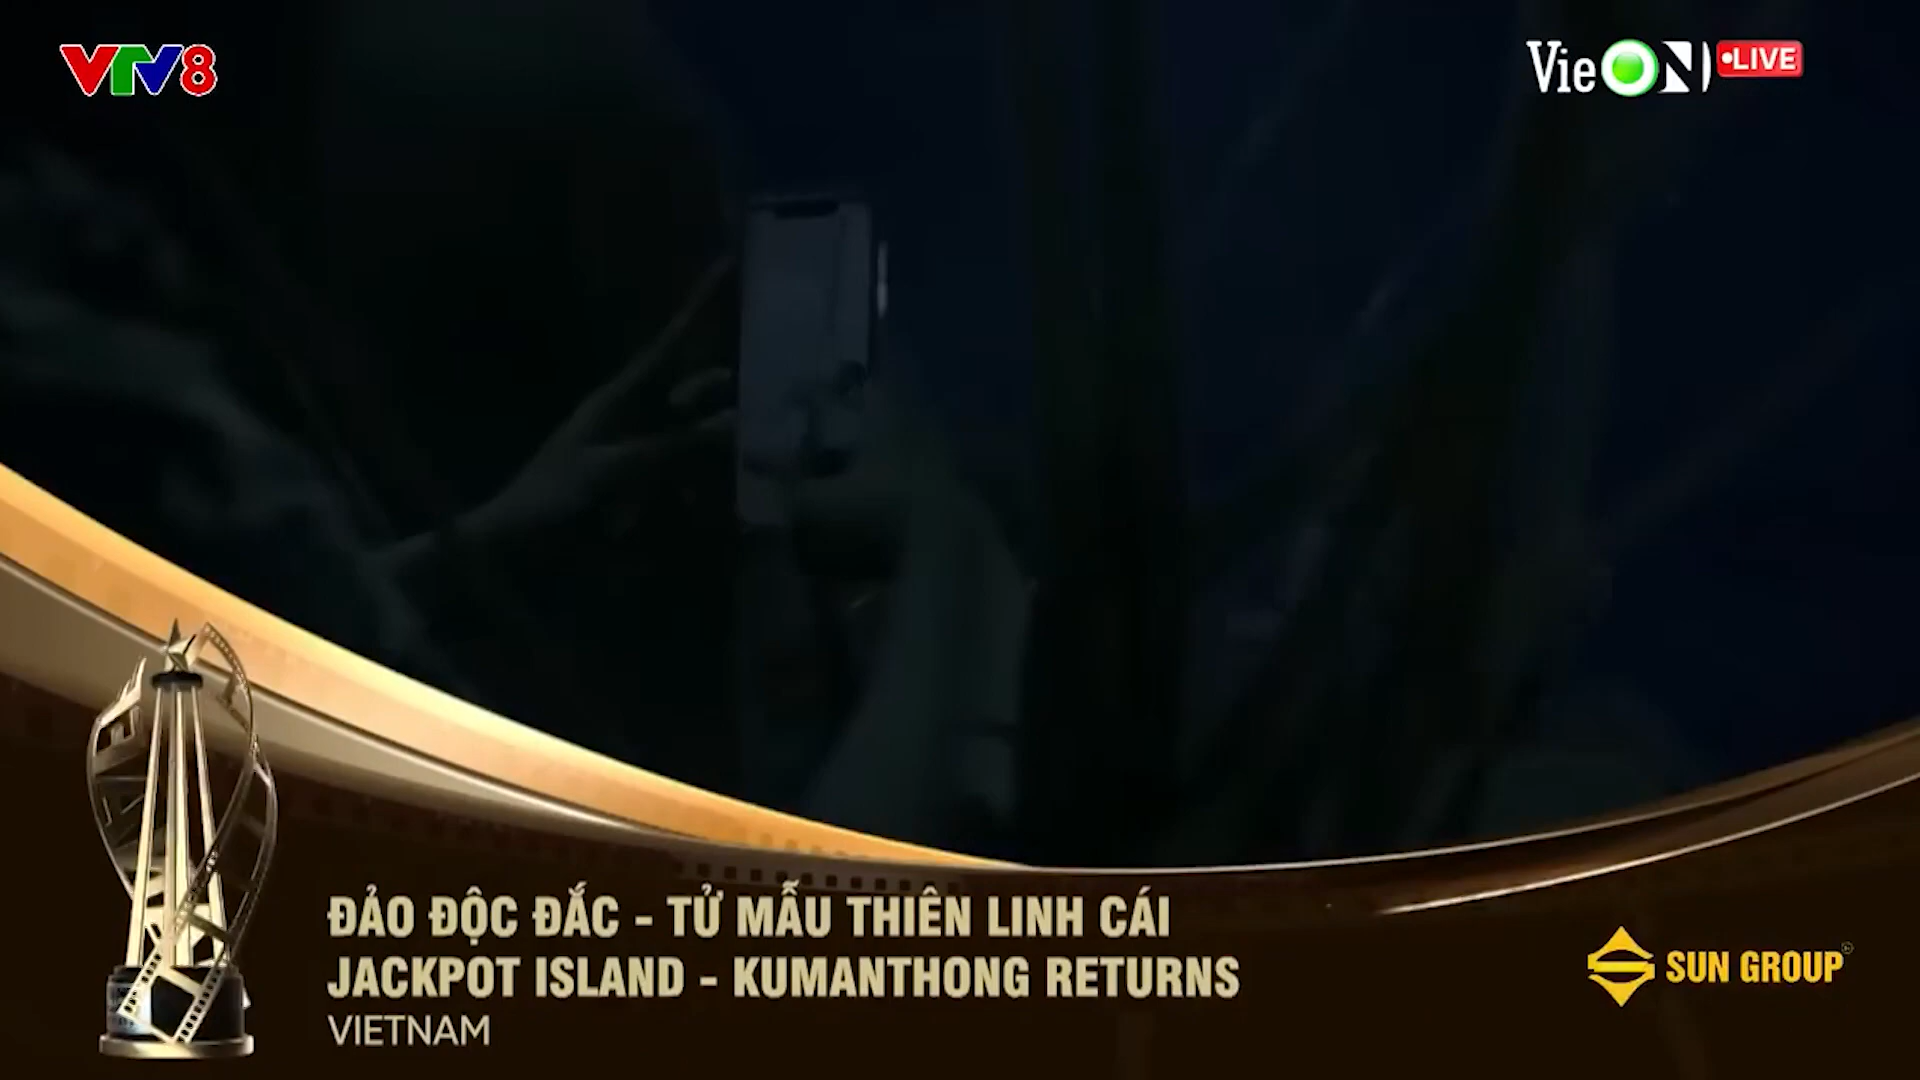 VTV8
VieON LIVE
ĐẢO ĐỘC ĐẮC - TỬ MẪU THIÊN LINH CÁI
JACKPOT ISLAND - KUMANTHONG RETURNS
VIETNAM
SUN GROUP